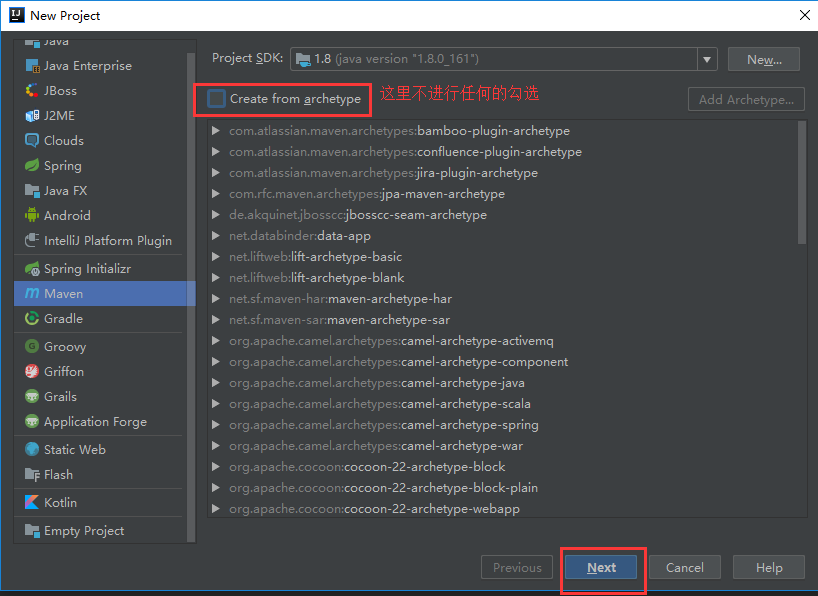 New Project
Java
Java Enterprise
JBoss
J2ME
Clouds
Spring
Java FX
Android
IntelliJ Platform Plugin
Spring Initializr
Maven
Gradle
Groovy
Griffon
Grails
Application Forge
Static Web
Flash
Kotlin
Empty Project
Project SDK: 1.8 (java version "1.8.0_161") New...
Create from archetype 这里不进行任何的勾选 Add Archetype...
com.atlassian.maven.archetypes:bamboo-plugin-archetype
com.atlassian.maven.archetypes:confluence-plugin-archetype
com.atlassian.maven.archetypes:jira-plugin-archetype
com.rfc.maven.archetypes:jpa-maven-archetype
de.akquinet.jbosscc:jbosscc-seam-archetype
net.databinder:data-app
net.liftweb:lift-archetype-basic
net.liftweb:lift-archetype-blank
net.sf.maven-har:maven-archetype-har
net.sf.maven-sar:maven-archetype-sar
org.apache.camel.archetypes:camel-archetype-activemq
org.apache.camel.archetypes:camel-archetype-component
org.apache.camel.archetypes:camel-archetype-java
org.apache.camel.archetypes:camel-archetype-scala
org.apache.camel.archetypes:camel-archetype-spring
org.apache.camel.archetypes:camel-archetype-war
org.apache.cocoon:cocoon-22-archetype-block
org.apache.cocoon:cocoon-22-archetype-block-plain
org.apache.cocoon:cocoon-22-archetype-webapp
Previous Next Cancel Help